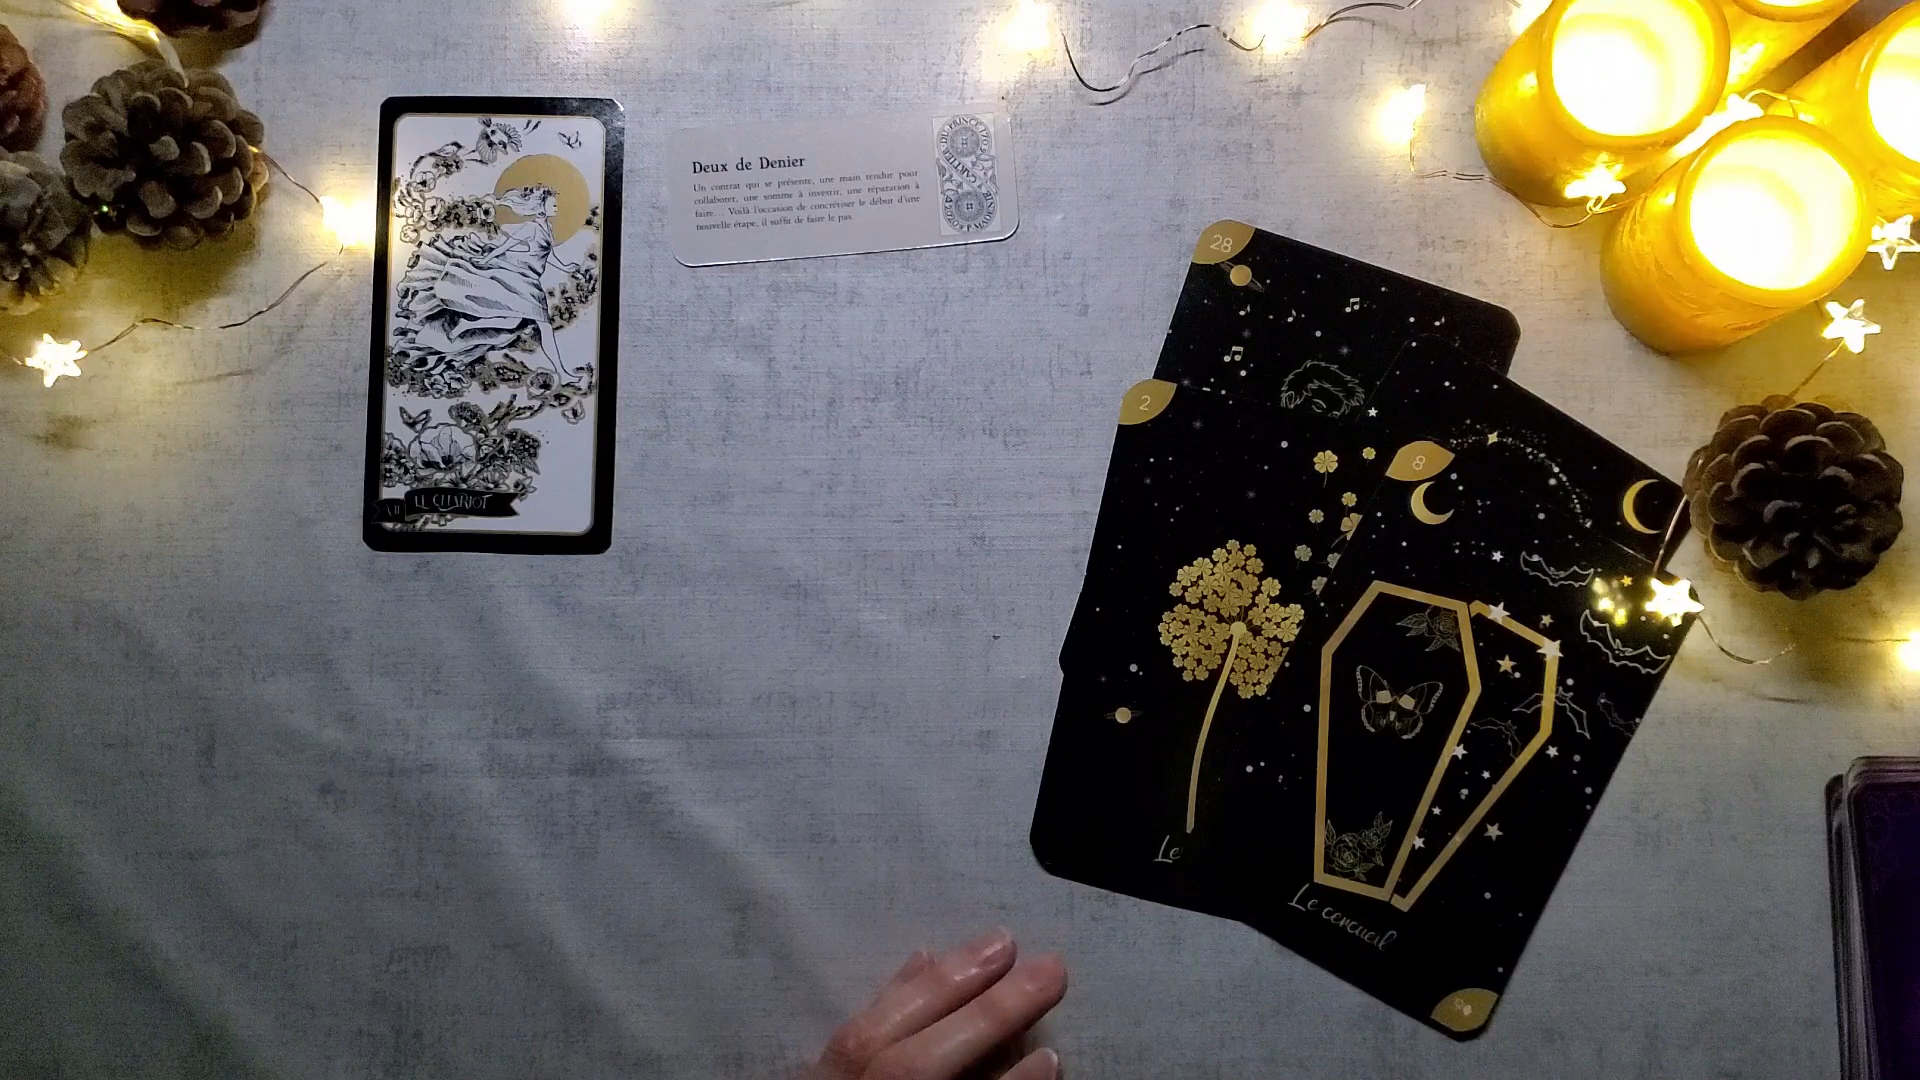 VII LE CHARIOT
Deux de Denier
Un contrat qui se présente, une main tendue pour
collaborer, une somme à investir, une réparation à
faire... Voilà l'occasion de concrétiser le début d'une
nouvelle étape, il suffit de faire le pas.
28
2
Le
8
Le cercueil